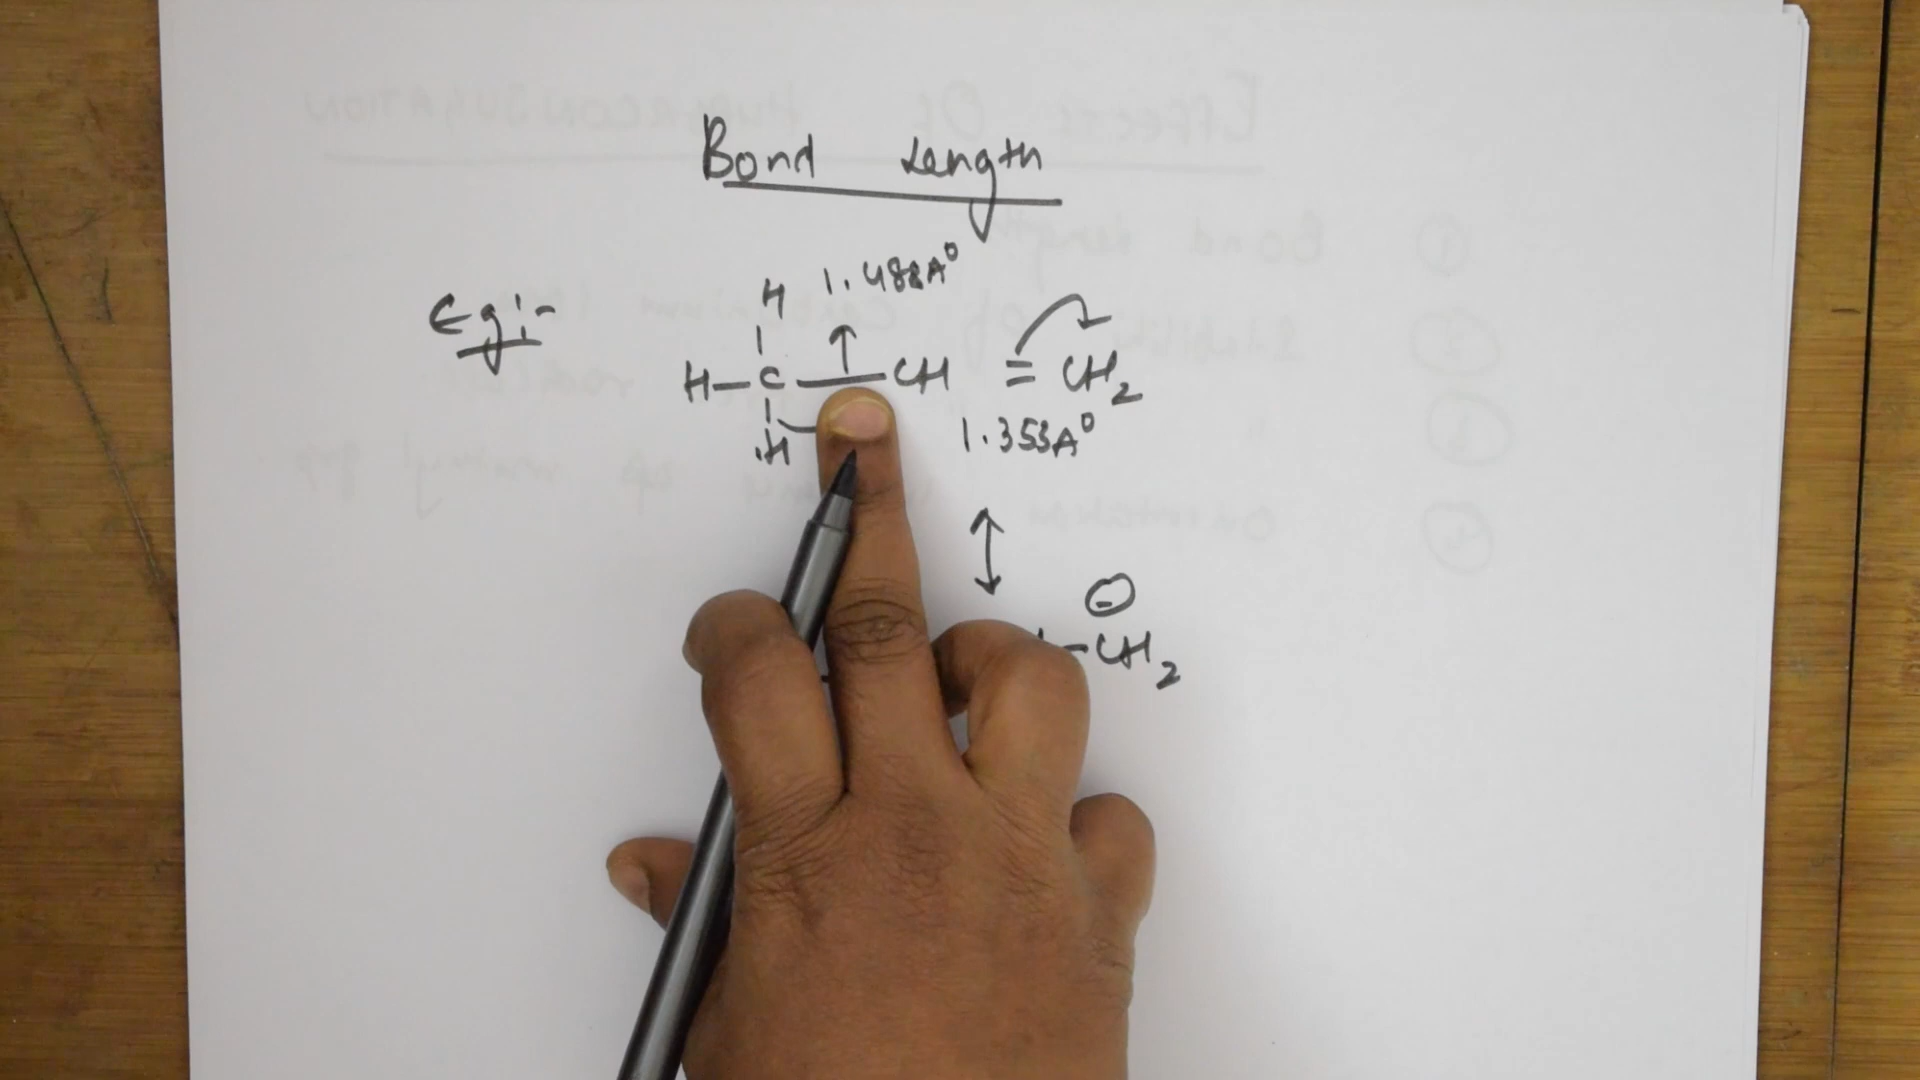 Bond Length
Eg:-
H 1.488A°
H—C—CH = CH2
H 1.353A°
⊖
—CH2